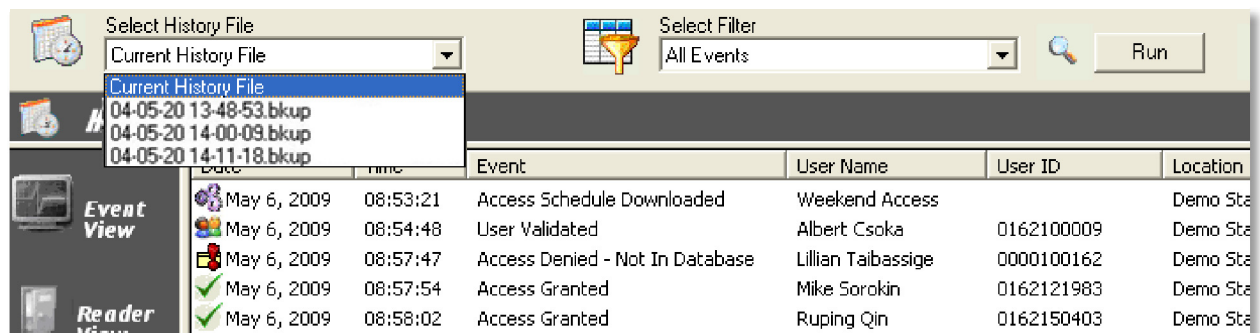 Select History File
Select Filter
Current History File
All Events
Run
Current History File
04-05-20 13-48-53.bkup
04-05-20 14-00-09.bkup
04-05-20 14-11-18.bkup
Date Time Event User Name User ID Location
May 6, 2009 08:53:21 Access Schedule Downloaded Weekend Access Demo Sta
May 6, 2009 08:54:48 User Validated Albert Csoka 0162100009 Demo Sta
May 6, 2009 08:57:47 Access Denied - Not In Database Lillian Taibassige 0000100162 Demo Sta
May 6, 2009 08:57:54 Access Granted Mike Sorokin 0162121983 Demo Sta
May 6, 2009 08:58:02 Access Granted Ruping Qin 0162150403 Demo Sta
Event
View
Reader
View